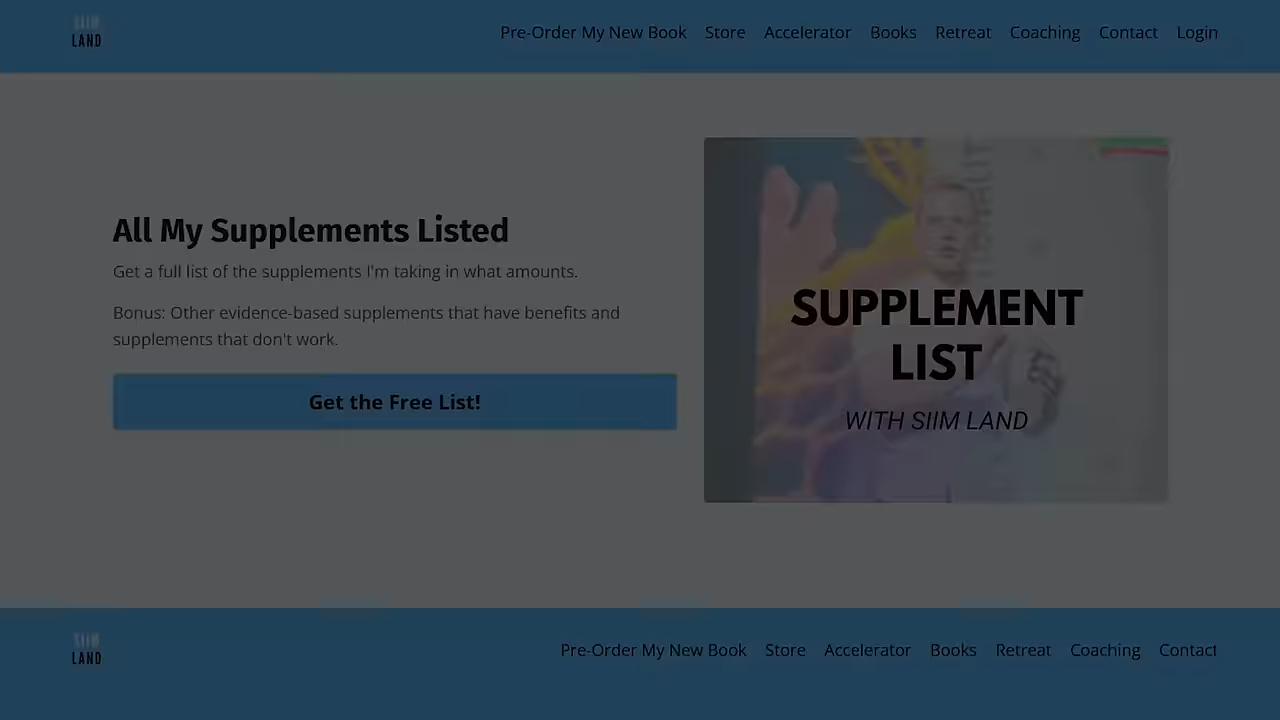 SIIM
LAND
Pre-Order My New Book Store Accelerator Books Retreat Coaching Contact Login
All My Supplements Listed
Get a full list of the supplements I'm taking in what amounts.
Bonus: Other evidence-based supplements that have benefits and
supplements that don't work.
Get the Free List!
SUPPLEMENT
LIST
WITH SIIM LAND
SIIM
LAND
Pre-Order My New Book Store Accelerator Books Retreat Coaching Contact